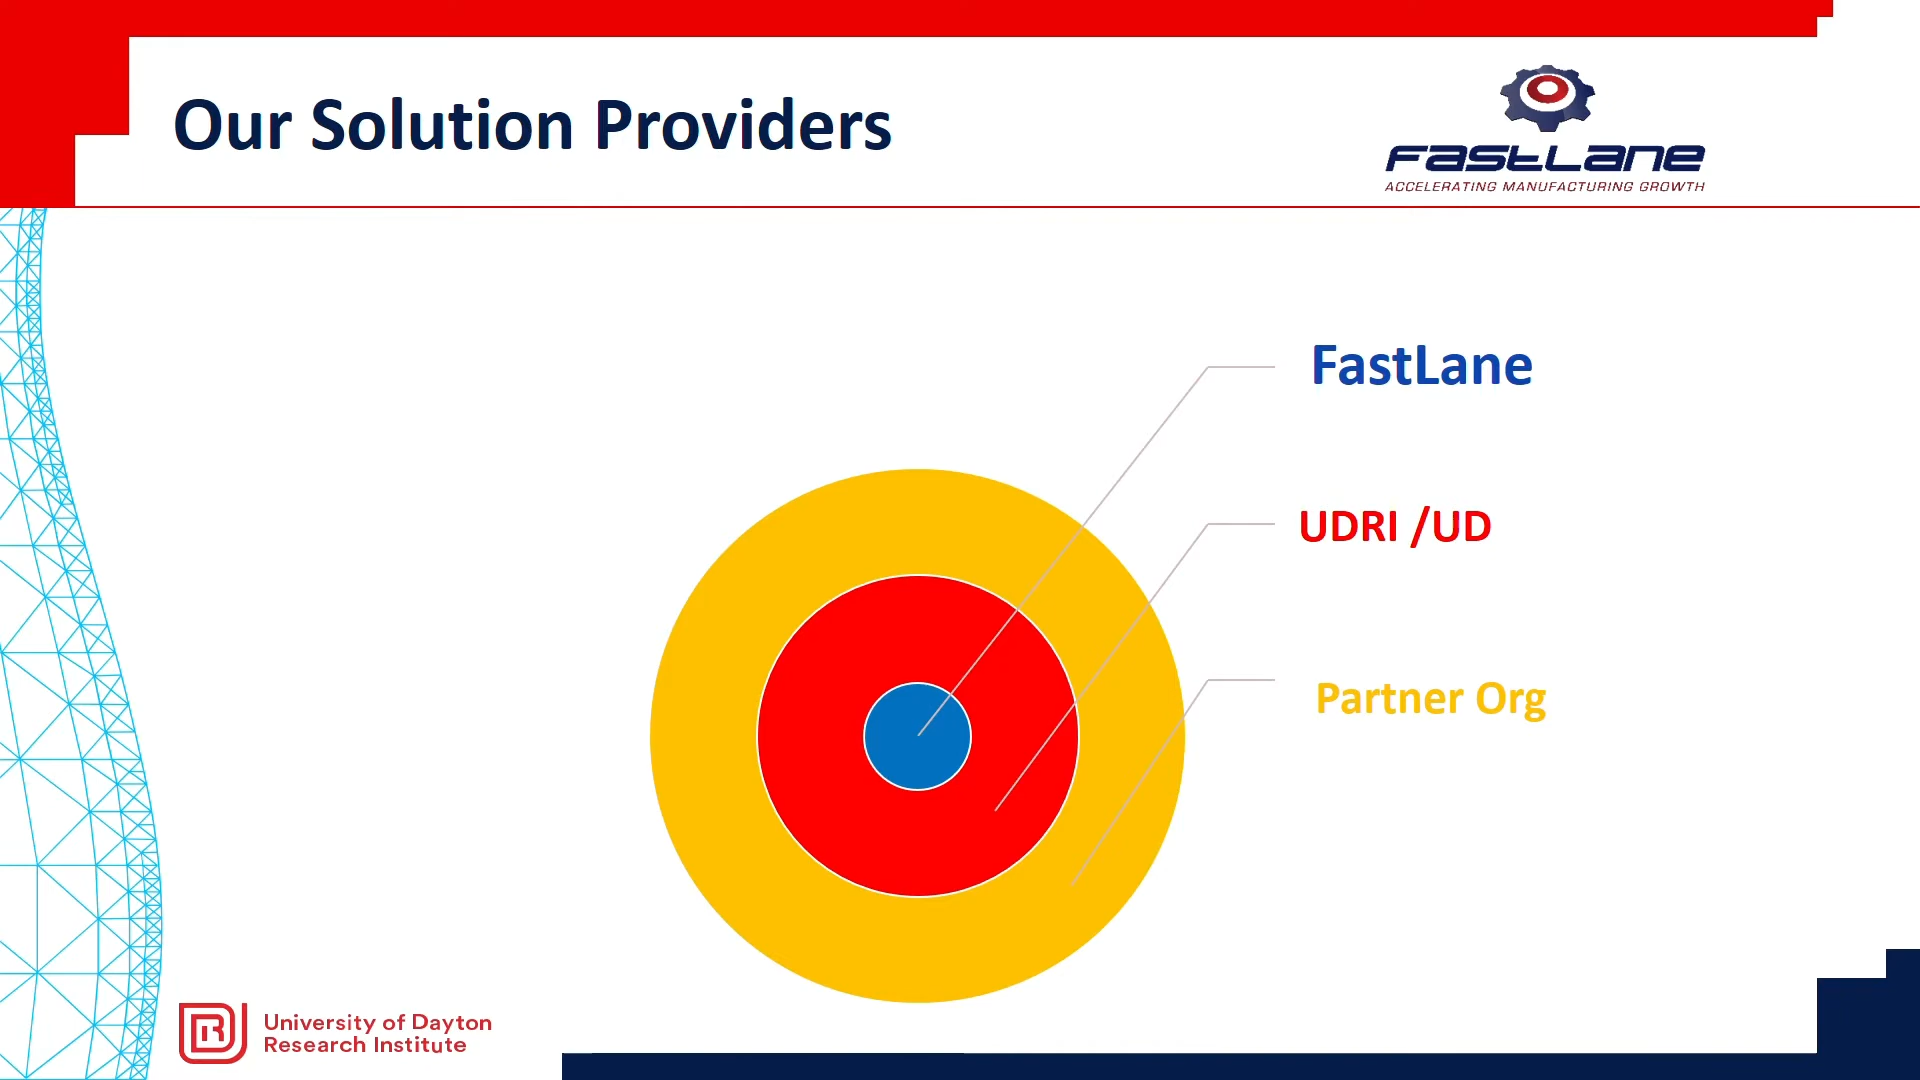 Our Solution Providers
FASTLANE
ACCELERATING MANUFACTURING GROWTH
FastLane
UDRI /UD
Partner Org
University of Dayton
Research Institute